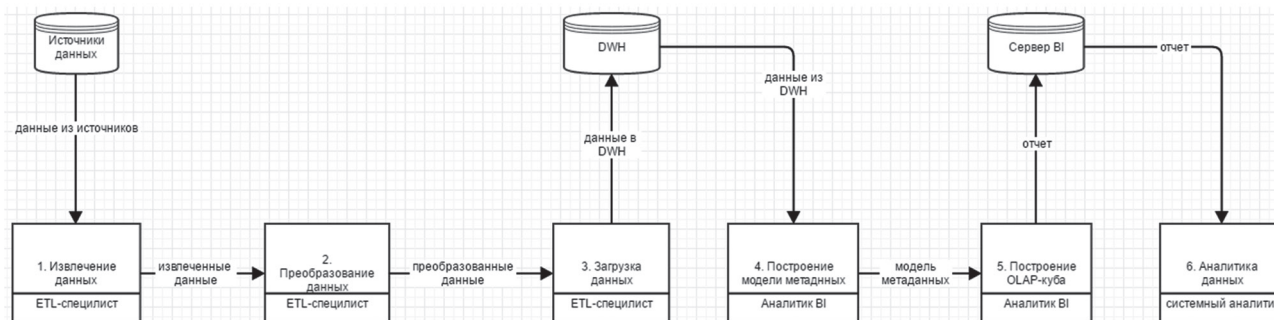 Источники
данных
DWH
Сервер BI
отчет
данные из
DWH
данные из источников
данные в
DWH
отчет
1. Извлечение
данных
ETL-специлист
извлеченные
данные
2.
Преобразование
данных
ETL-специлист
преобразованные
данные
3. Загрузка
данных
ETL-специлист
4. Построение
модели метадных
Аналитик BI
модель
метаданных
5. Построение
OLAP-куба
Аналитик BI
6. Аналитика
данных
системный аналити